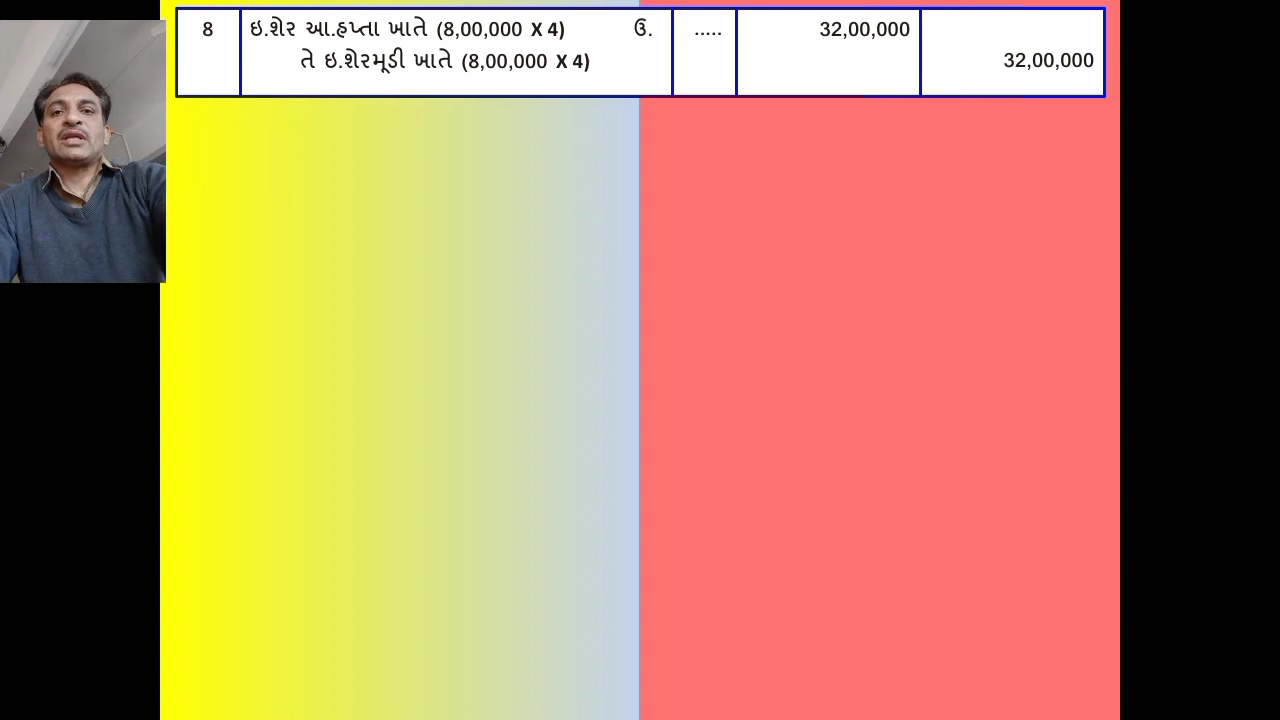 8 ઇ.શેર આ.હપ્તા ખાતે (8,00,000 X 4) ઉ. ..... 32,00,000
તે ઇ.શેરમૂડી ખાતે (8,00,000 X 4) 32,00,000